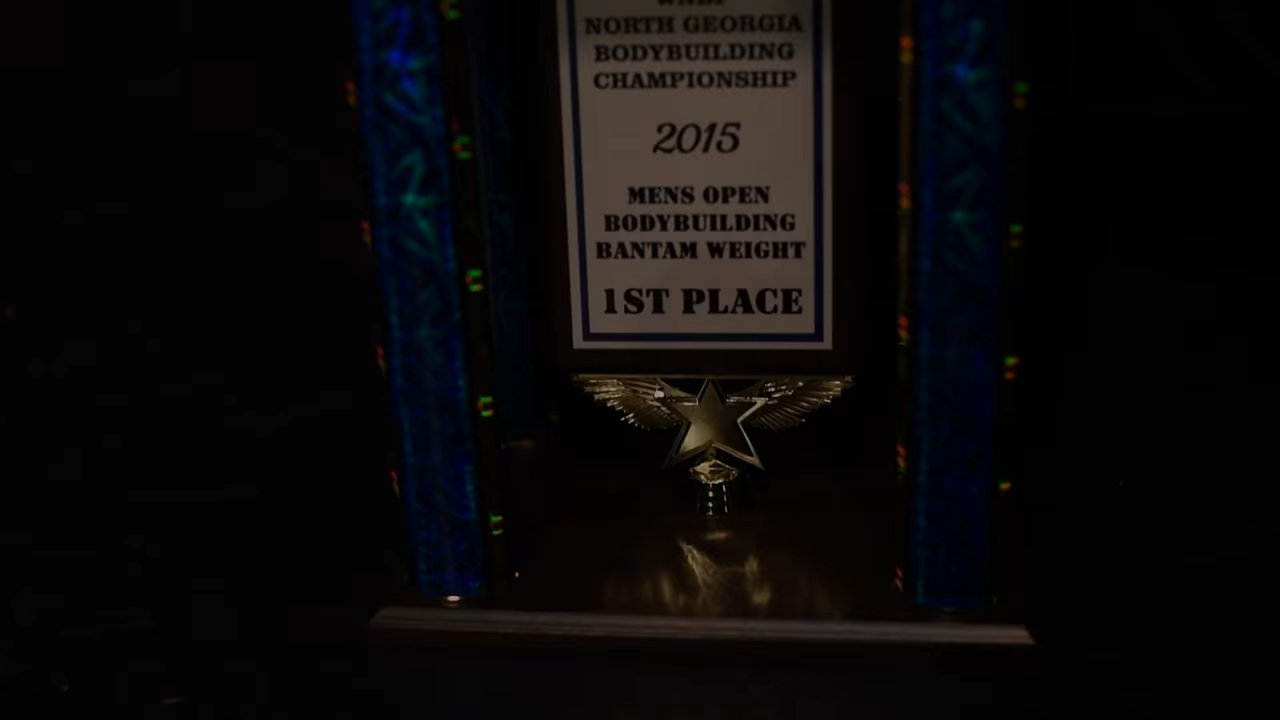 NORTH GEORGIA
BODYBUILDING
CHAMPIONSHIP
2015
MENS OPEN
BODYBUILDING
BANTAM WEIGHT
1ST PLACE